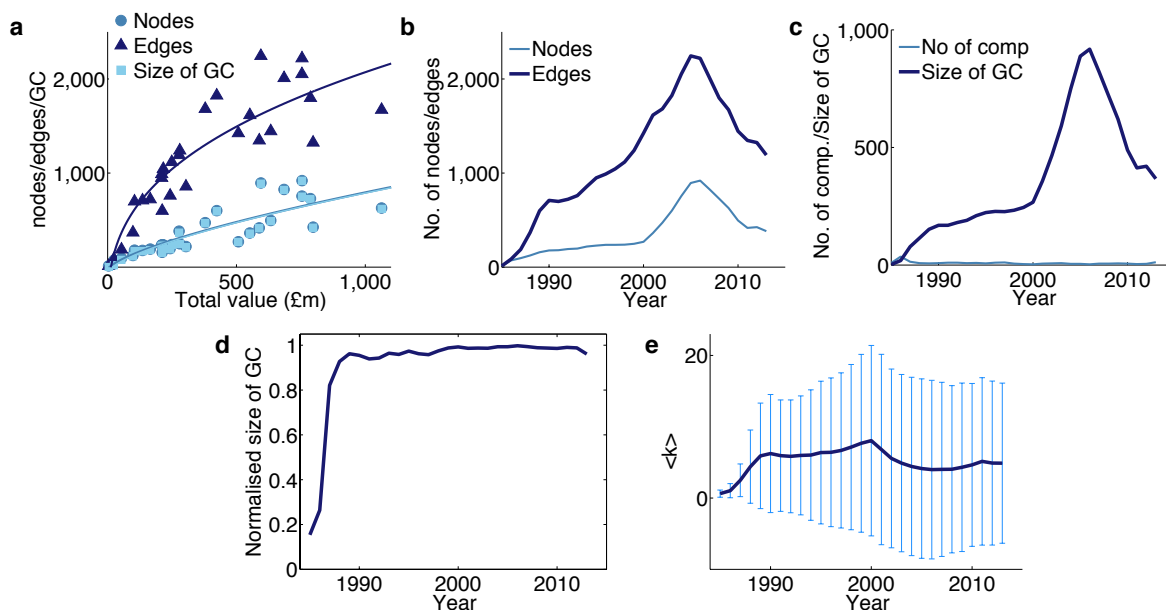 a
Nodes
Edges
Size of GC
nodes/edges/GC
2,000
1,000
0
0
500
1,000
Total value (£m)
b
Nodes
Edges
No. of nodes/edges
2,000
1,000
0
1990
2000
2010
Year
c
No of comp
Size of GC
No. of comp./Size of GC
1,000
500
0
1990
2000
2010
Year
d
Normalised size of GC
1
0.8
0.6
0.4
0.2
0
1990
2000
2010
Year
e
<k>
20
0
1990
2000
2010
Year